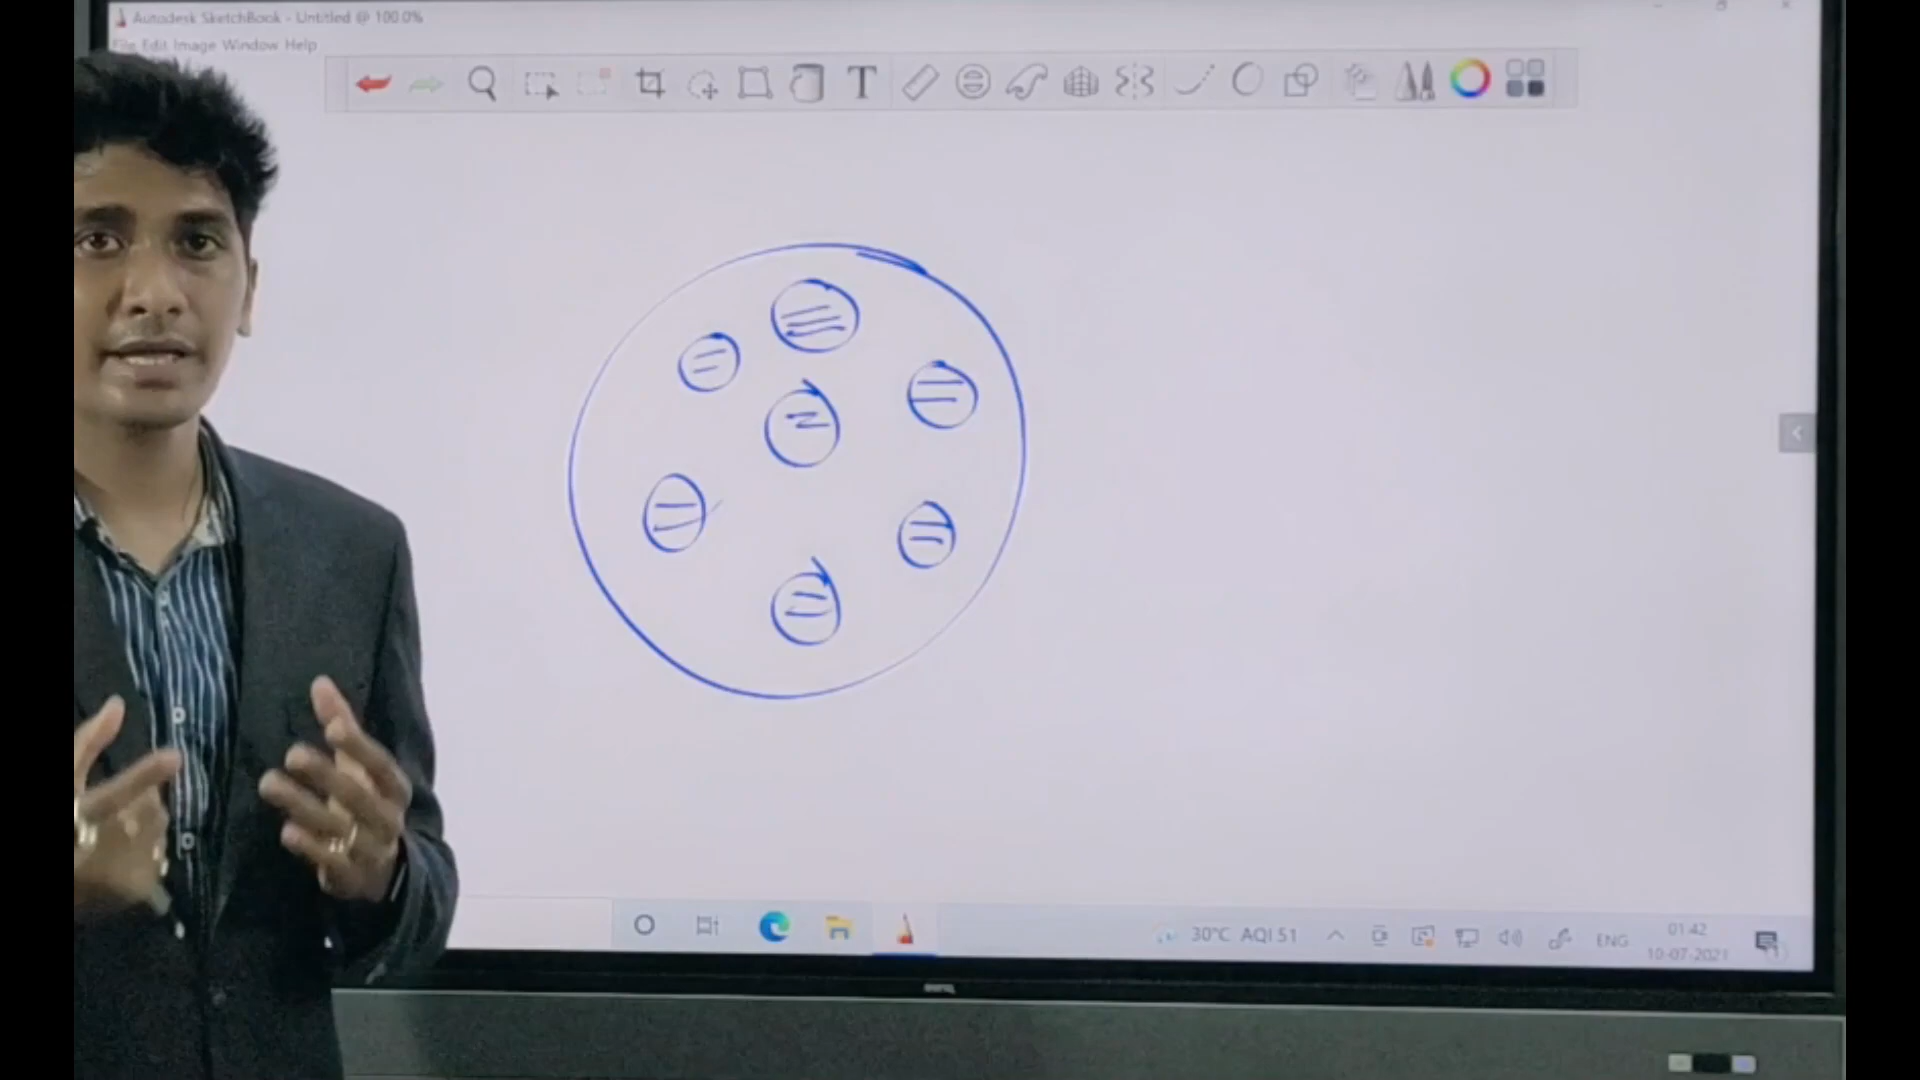 Autodesk SketchBook - Untitled @ 100.0%
File Edit Image Window Help
T
30°C AQI 51
ENG
01:42
10-07-2021
BenQ